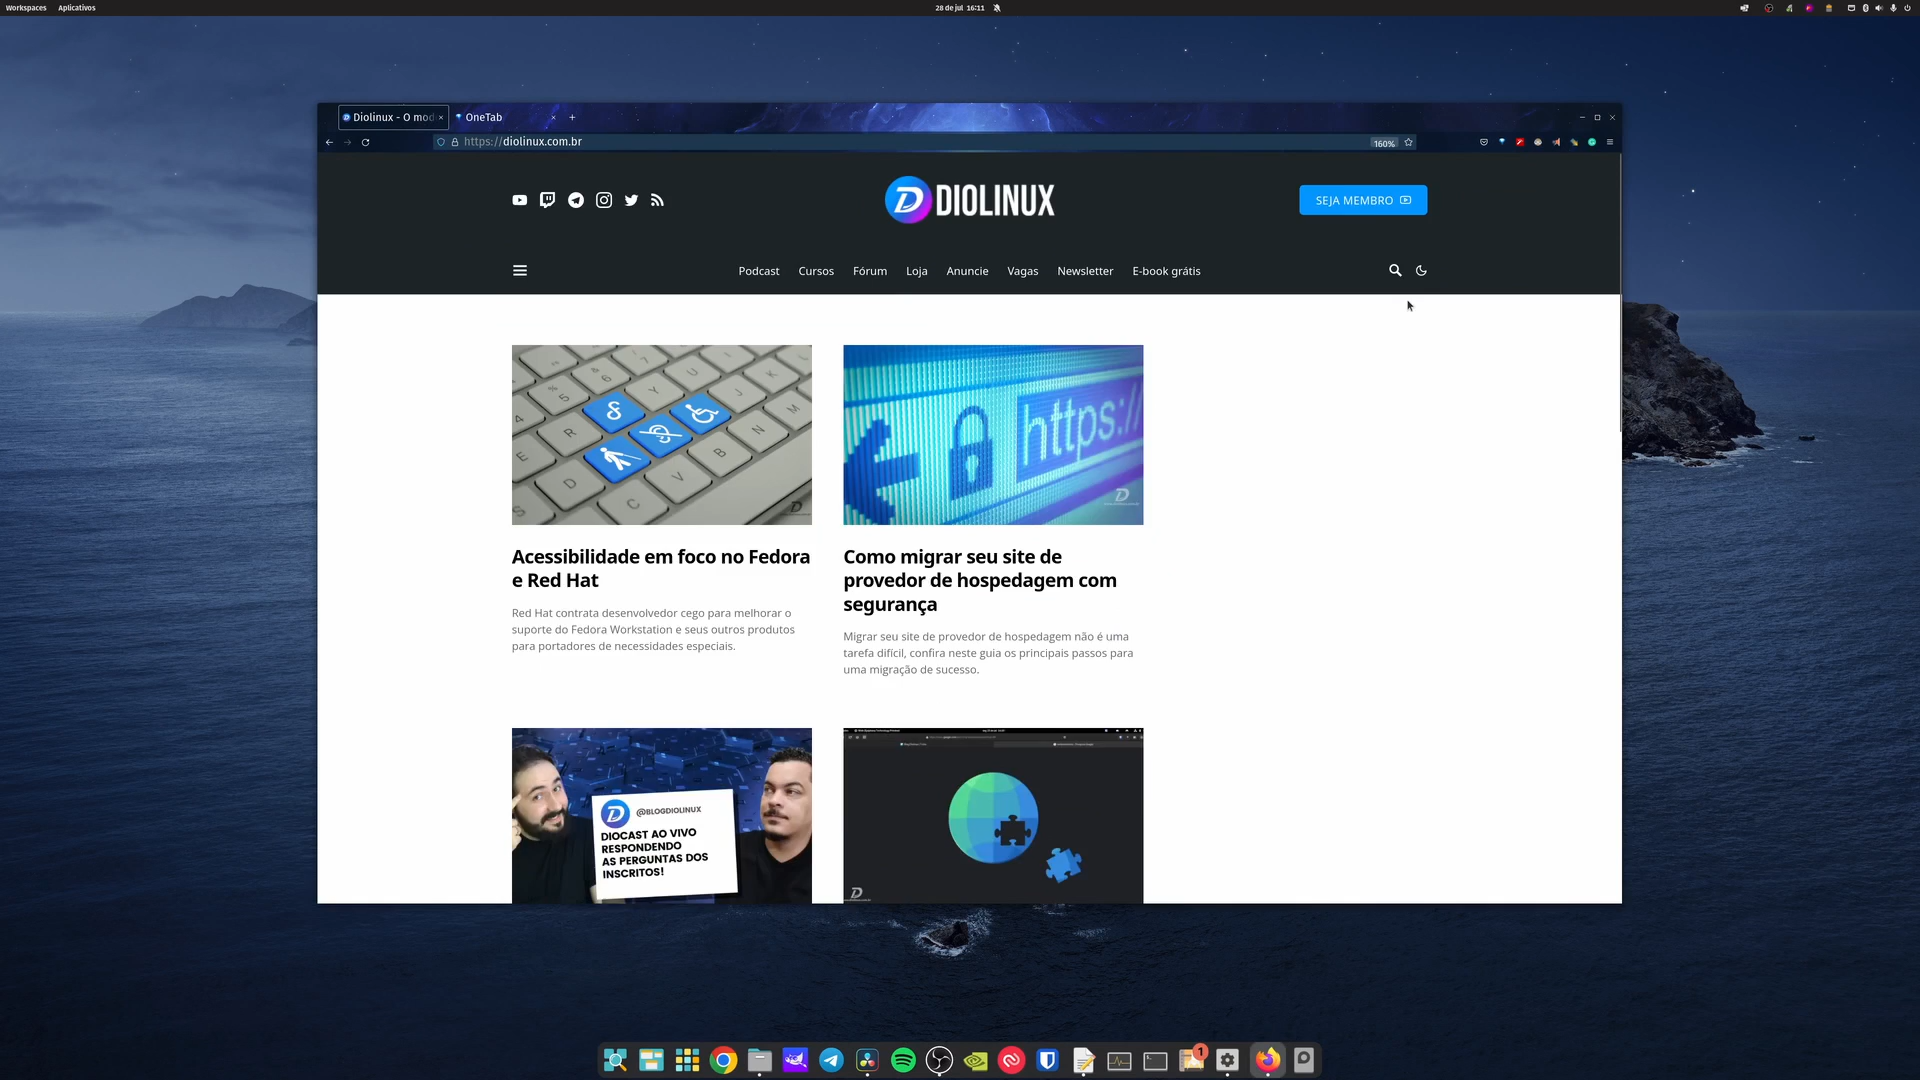 Workspaces Aplicativos 28 de jul 16:11
Diolinux - O mod OneTab
https://diolinux.com.br 160%
DIOLINUX
SEJA MEMBRO
Podcast Cursos Fórum Loja Anuncie Vagas Newsletter E-book grátis
https://
Acessibilidade em foco no Fedora
e Red Hat
Red Hat contrata desenvolvedor cego para melhorar o
suporte do Fedora Workstation e seus outros produtos
para portadores de necessidades especiais.
Como migrar seu site de
provedor de hospedagem com
segurança
Migrar seu site de provedor de hospedagem não é uma
tarefa difícil, confira neste guia os principais passos para
uma migração de sucesso.
@BLOGDIOLINUX
DIOCAST AO VIVO
RESPONDENDO
AS PERGUNTAS DOS
INSCRITOS!
1